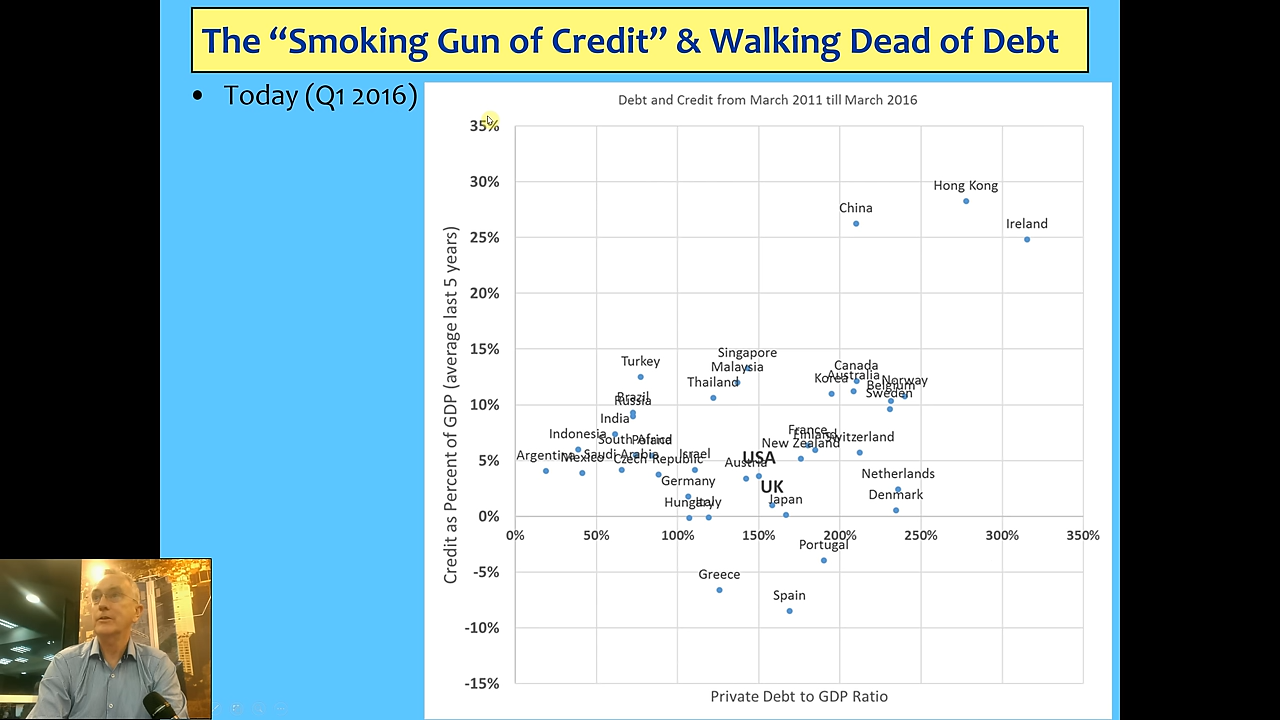 The “Smoking Gun of Credit” & Walking Dead of Debt
• Today (Q1 2016)
Debt and Credit from March 2011 till March 2016
Credit as Percent of GDP (average last 5 years)
35%
30%
25%
20%
15%
10%
5%
0%
-5%
-10%
-15%
Hong Kong
China
Ireland
Singapore
Turkey
Malaysia
Canada
Thailand
Korea
Australia
Norway
Belgium
Sweden
Brazil
Russia
India
Indonesia
South Africa
Poland
France
Finland
Switzerland
New Zealand
Argentina
Mexico
Saudi Arabia
Czech Republic
Israel
USA
Austria
Germany
UK
Netherlands
Denmark
Hungary
Italy
Japan
0% 50% 100% 150% 200% 250% 300% 350%
Portugal
Greece
Spain
Private Debt to GDP Ratio